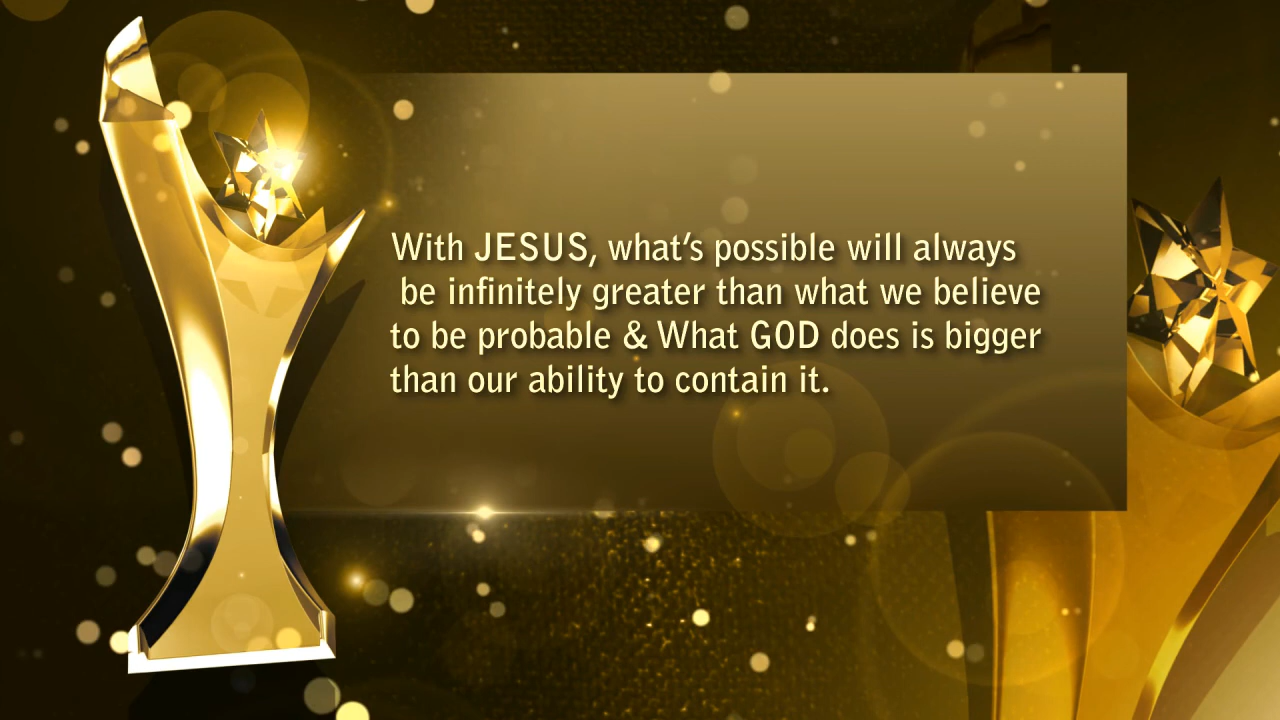 With JESUS, what's possible will always
be infinitely greater than what we believe
to be probable & What GOD does is bigger
than our ability to contain it.